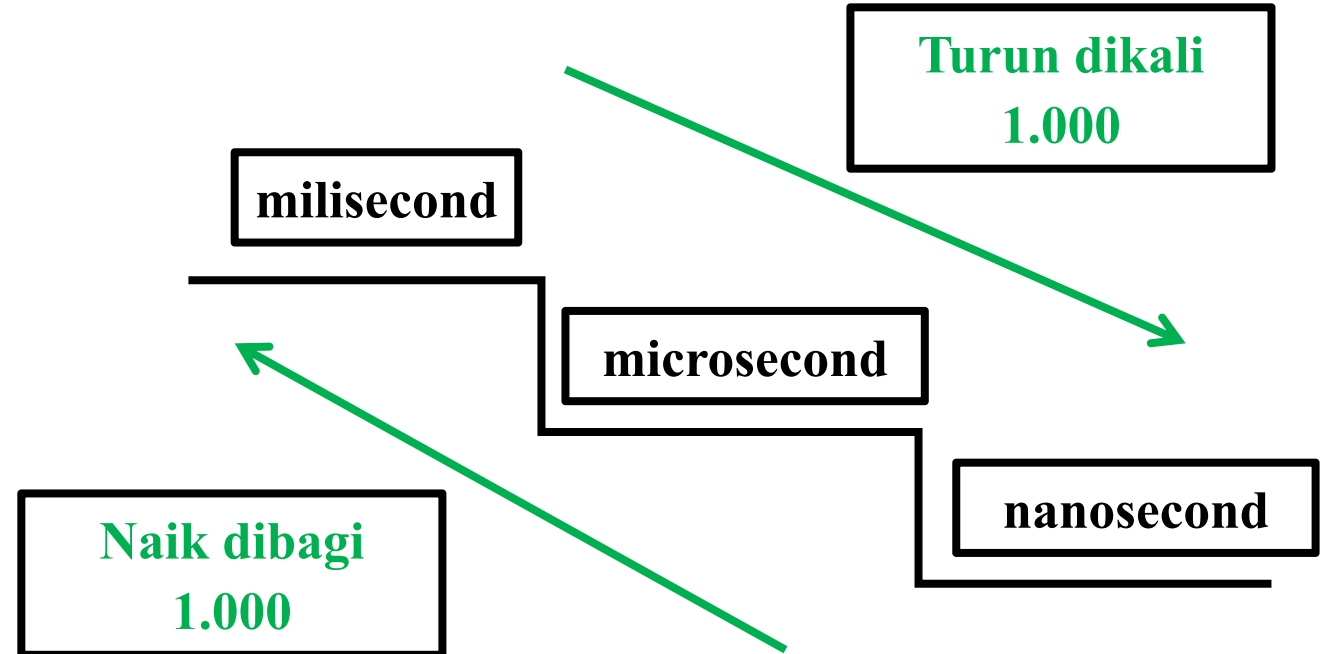 Turun dikali
1.000
milisecond
microsecond
nanosecond
Naik dibagi
1.000